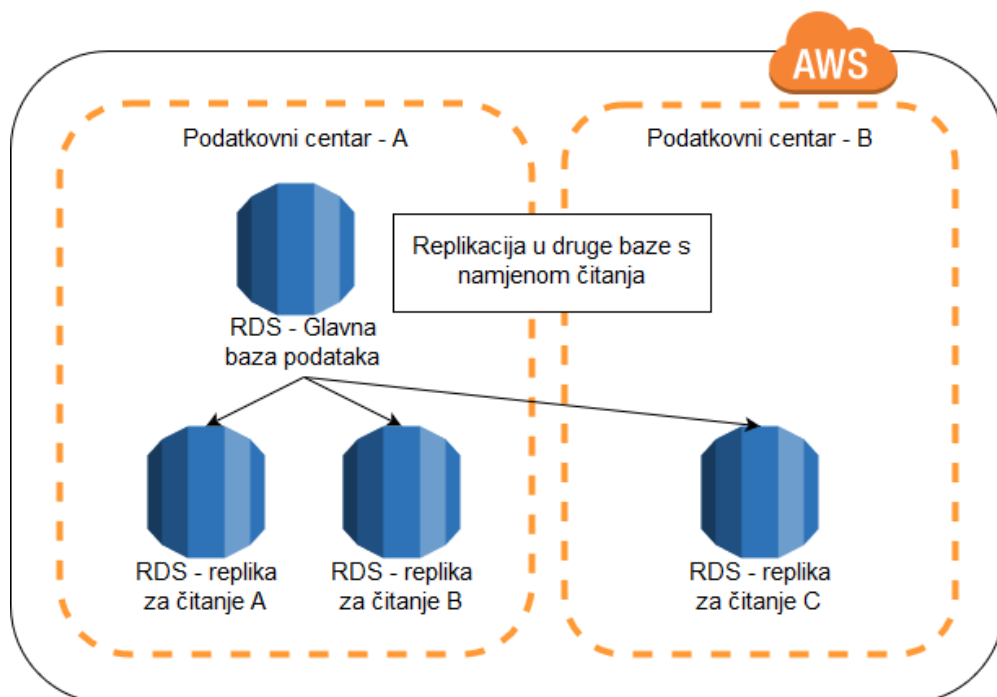 AWS
Podatkovni centar - A
Podatkovni centar - B
Replikacija u druge baze s
namjenom čitanja
RDS - Glavna
baza podataka
RDS - replika
za čitanje A
RDS - replika
za čitanje B
RDS - replika
za čitanje C